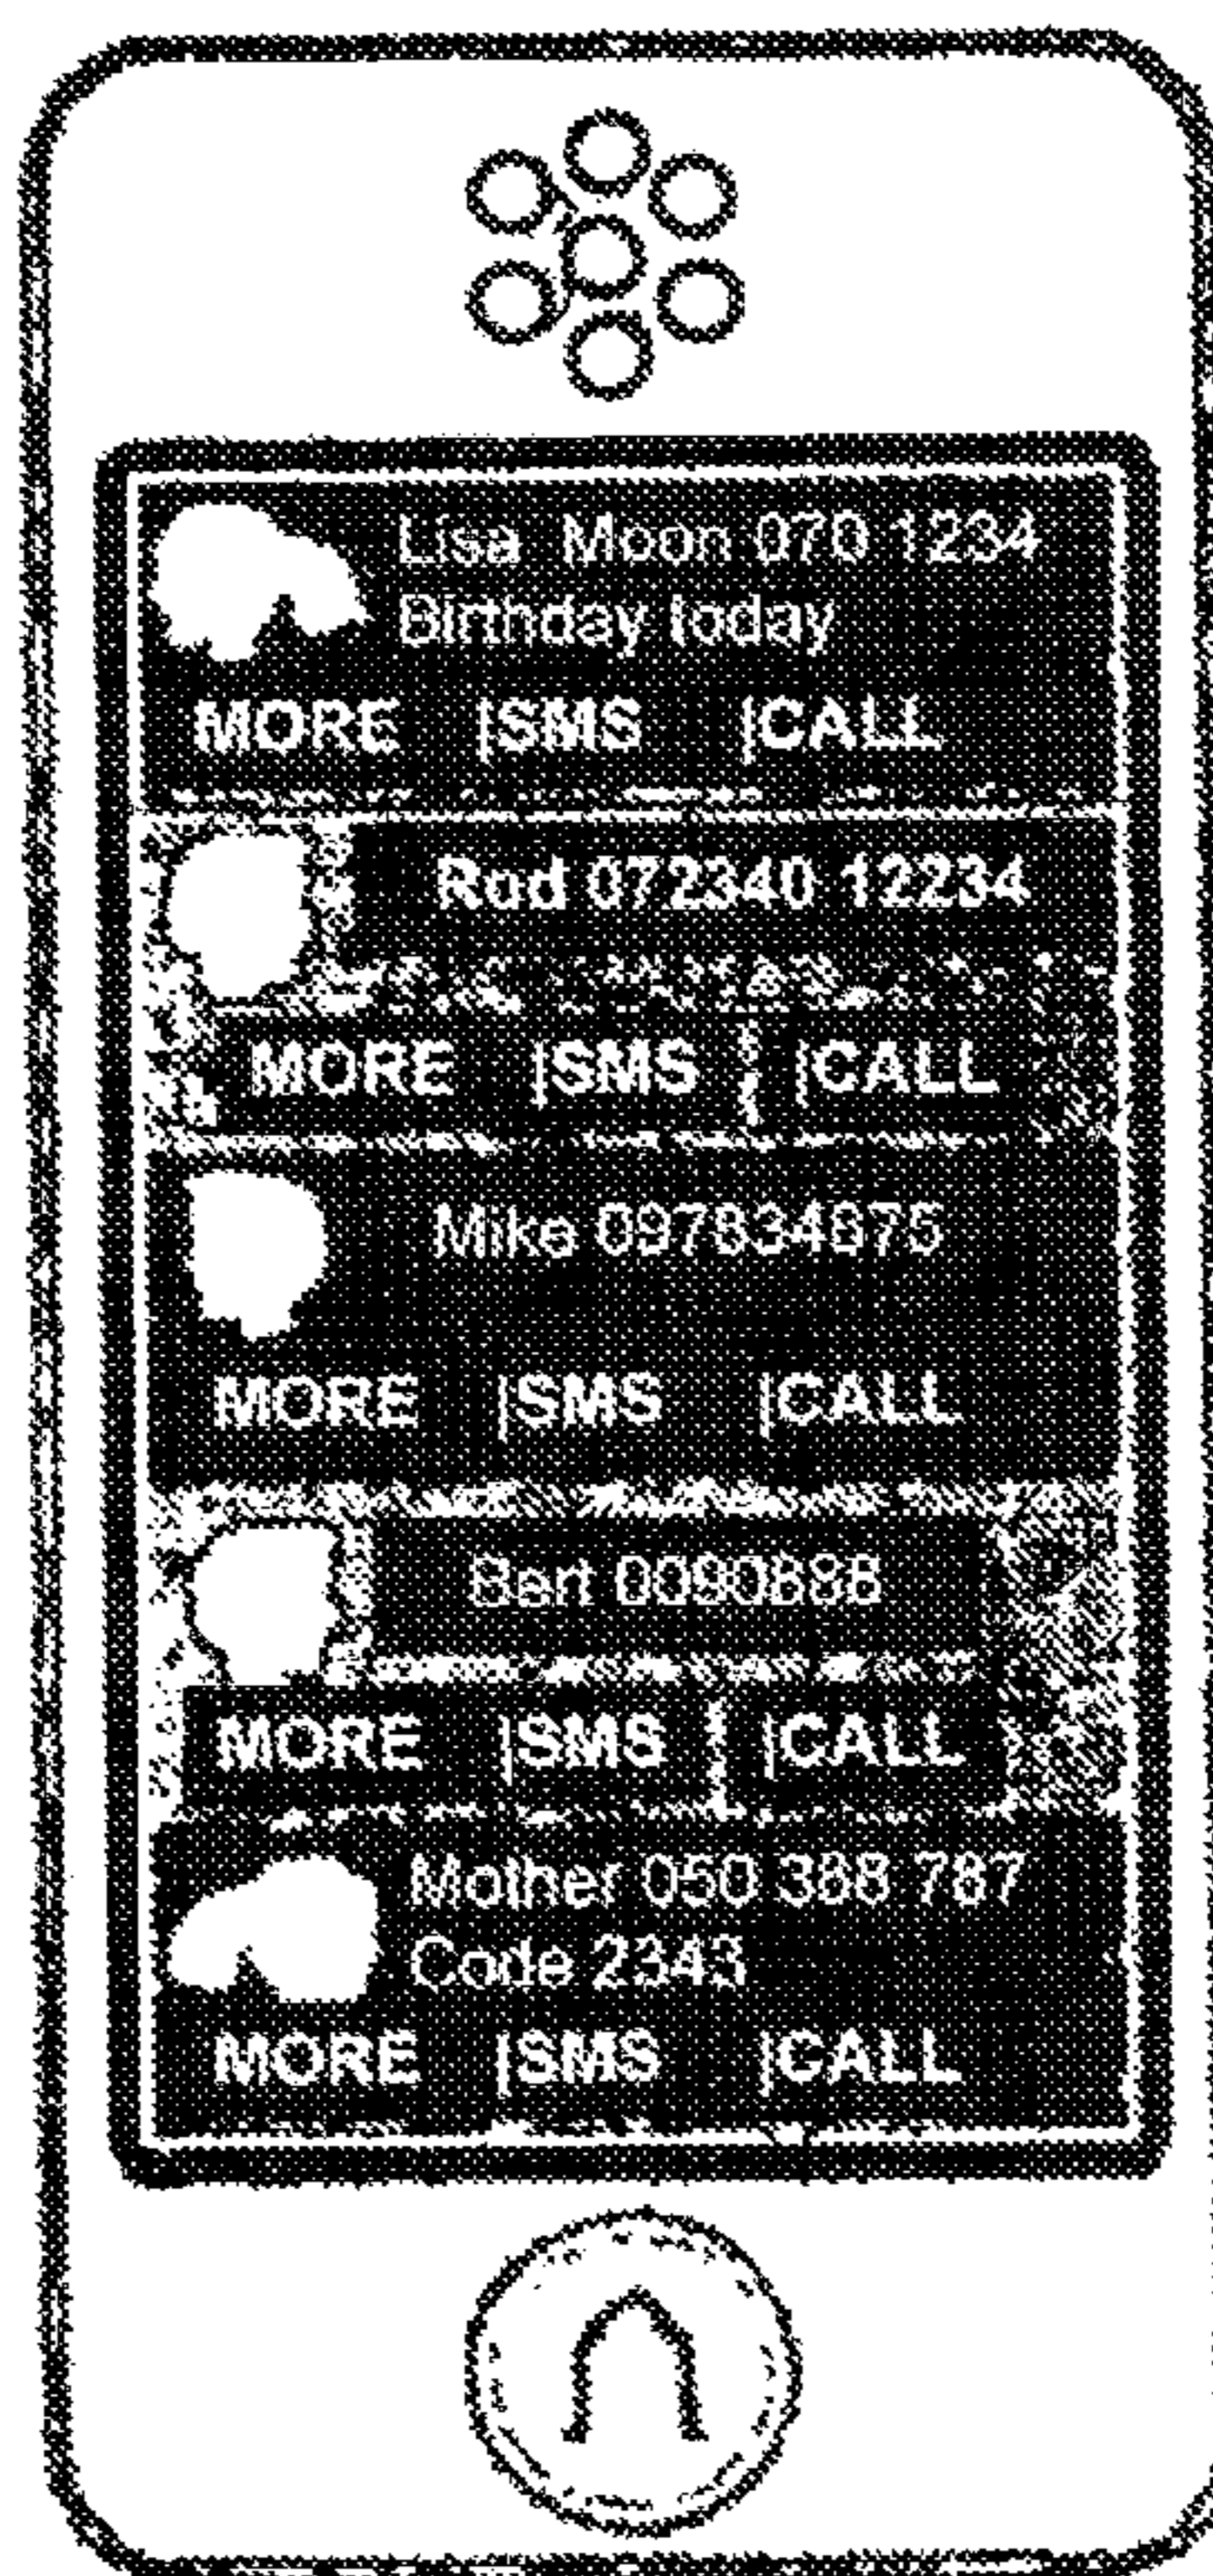 Lisa Moon 070 1234
Birthday today
MORE |SMS |CALL
Rod 072340 12234
MORE |SMS |CALL
Mike 097834675
MORE |SMS |CALL
Bert 0090888
MORE |SMS |CALL
Mother 050 388 787
Code 2343
MORE |SMS |CALL